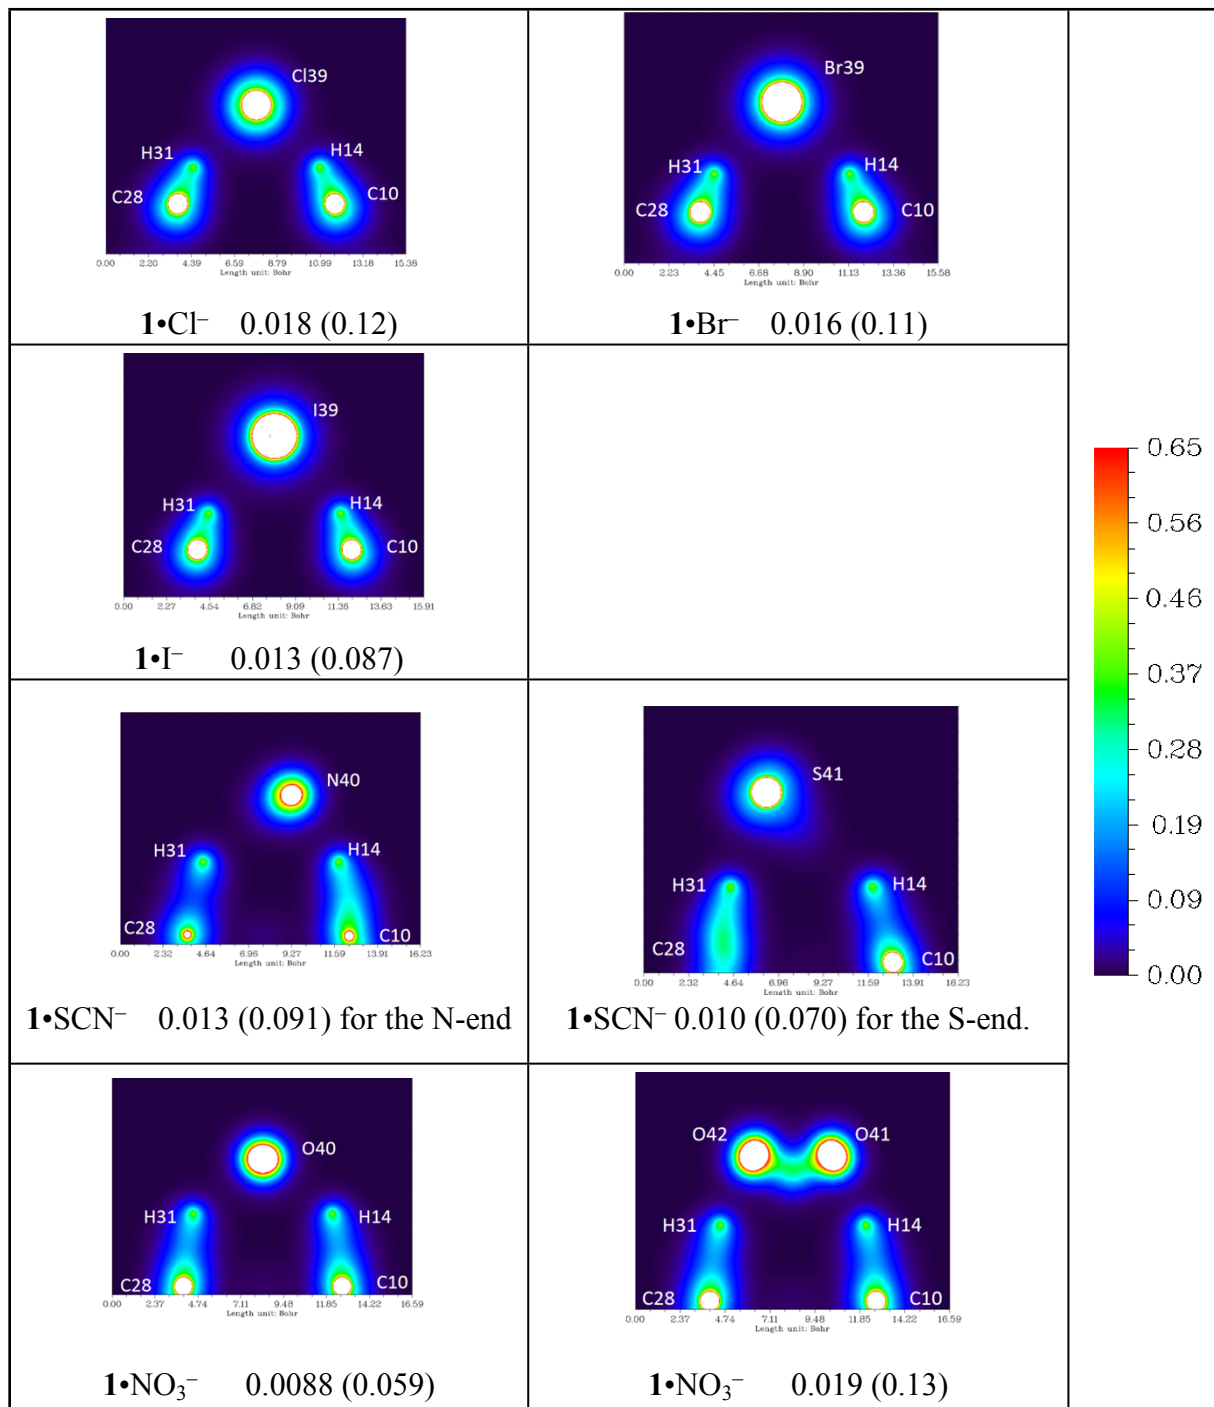 Cl39
H31
H14
C28
C10
0.00 2.20 4.39 6.59 8.79 10.99 13.18 15.38
Length unit: Bohr
1•Cl⁻ 0.018 (0.12)
Br39
H31
H14
C28
C10
0.00 2.23 4.45 6.68 8.90 11.13 13.36 15.58
Length unit: Bohr
1•Br⁻ 0.016 (0.11)
I39
H31
H14
C28
C10
0.00 2.27 4.54 6.82 9.09 11.36 13.63 15.91
Length unit: Bohr
1•I⁻ 0.013 (0.087)
N40
H31
H14
C28
C10
0.00 2.32 4.64 6.96 9.27 11.59 13.91 16.23
Length unit: Bohr
1•SCN⁻ 0.013 (0.091) for the N-end
S41
H31
H14
C28
C10
0.00 2.32 4.64 6.96 9.27 11.59 13.91 16.23
Length unit: Bohr
1•SCN⁻ 0.010 (0.070) for the S-end.
O40
H31
H14
C28
C10
0.00 2.37 4.74 7.11 9.48 11.85 14.22 16.59
Length unit: Bohr
1•NO₃⁻ 0.0088 (0.059)
O42
O41
H31
H14
C28
C10
0.00 2.37 4.74 7.11 9.48 11.85 14.22 16.59
Length unit: Bohr
1•NO₃⁻ 0.019 (0.13)
0.65
0.56
0.46
0.37
0.28
0.19
0.09
0.00